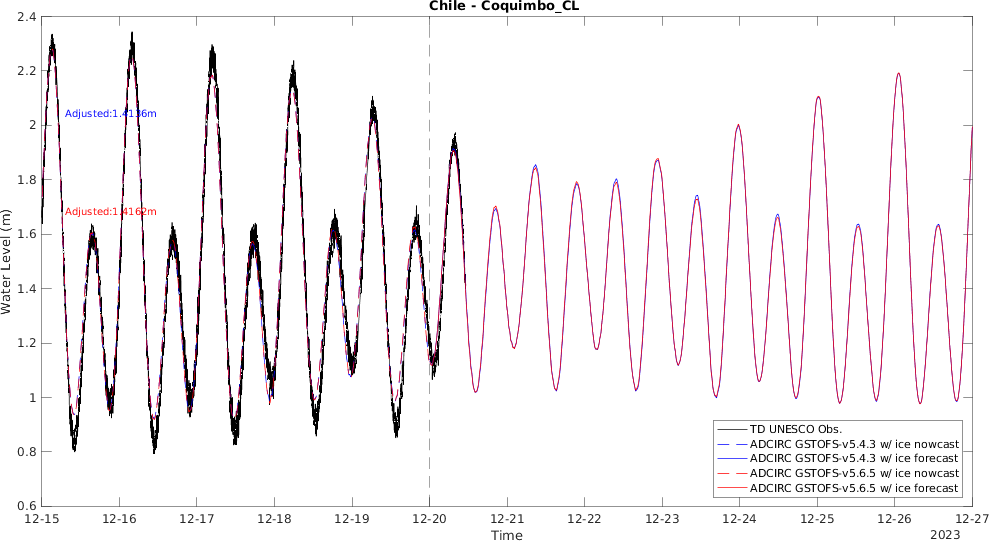 Chile - Coquimbo_CL
2.4
2.2
2
1.8
1.6
1.4
1.2
1
0.8
0.6
Water Level (m)
Adjusted:1.4136m
Adjusted:1.4162m
TD UNESCO Obs.
ADCIRC GSTOFS-v5.4.3 w/ ice nowcast
ADCIRC GSTOFS-v5.4.3 w/ ice forecast
ADCIRC GSTOFS-v5.6.5 w/ ice nowcast
ADCIRC GSTOFS-v5.6.5 w/ ice forecast
12-15 12-16 12-17 12-18 12-19 12-20 12-21 12-22 12-23 12-24 12-25 12-26 12-27
Time
2023